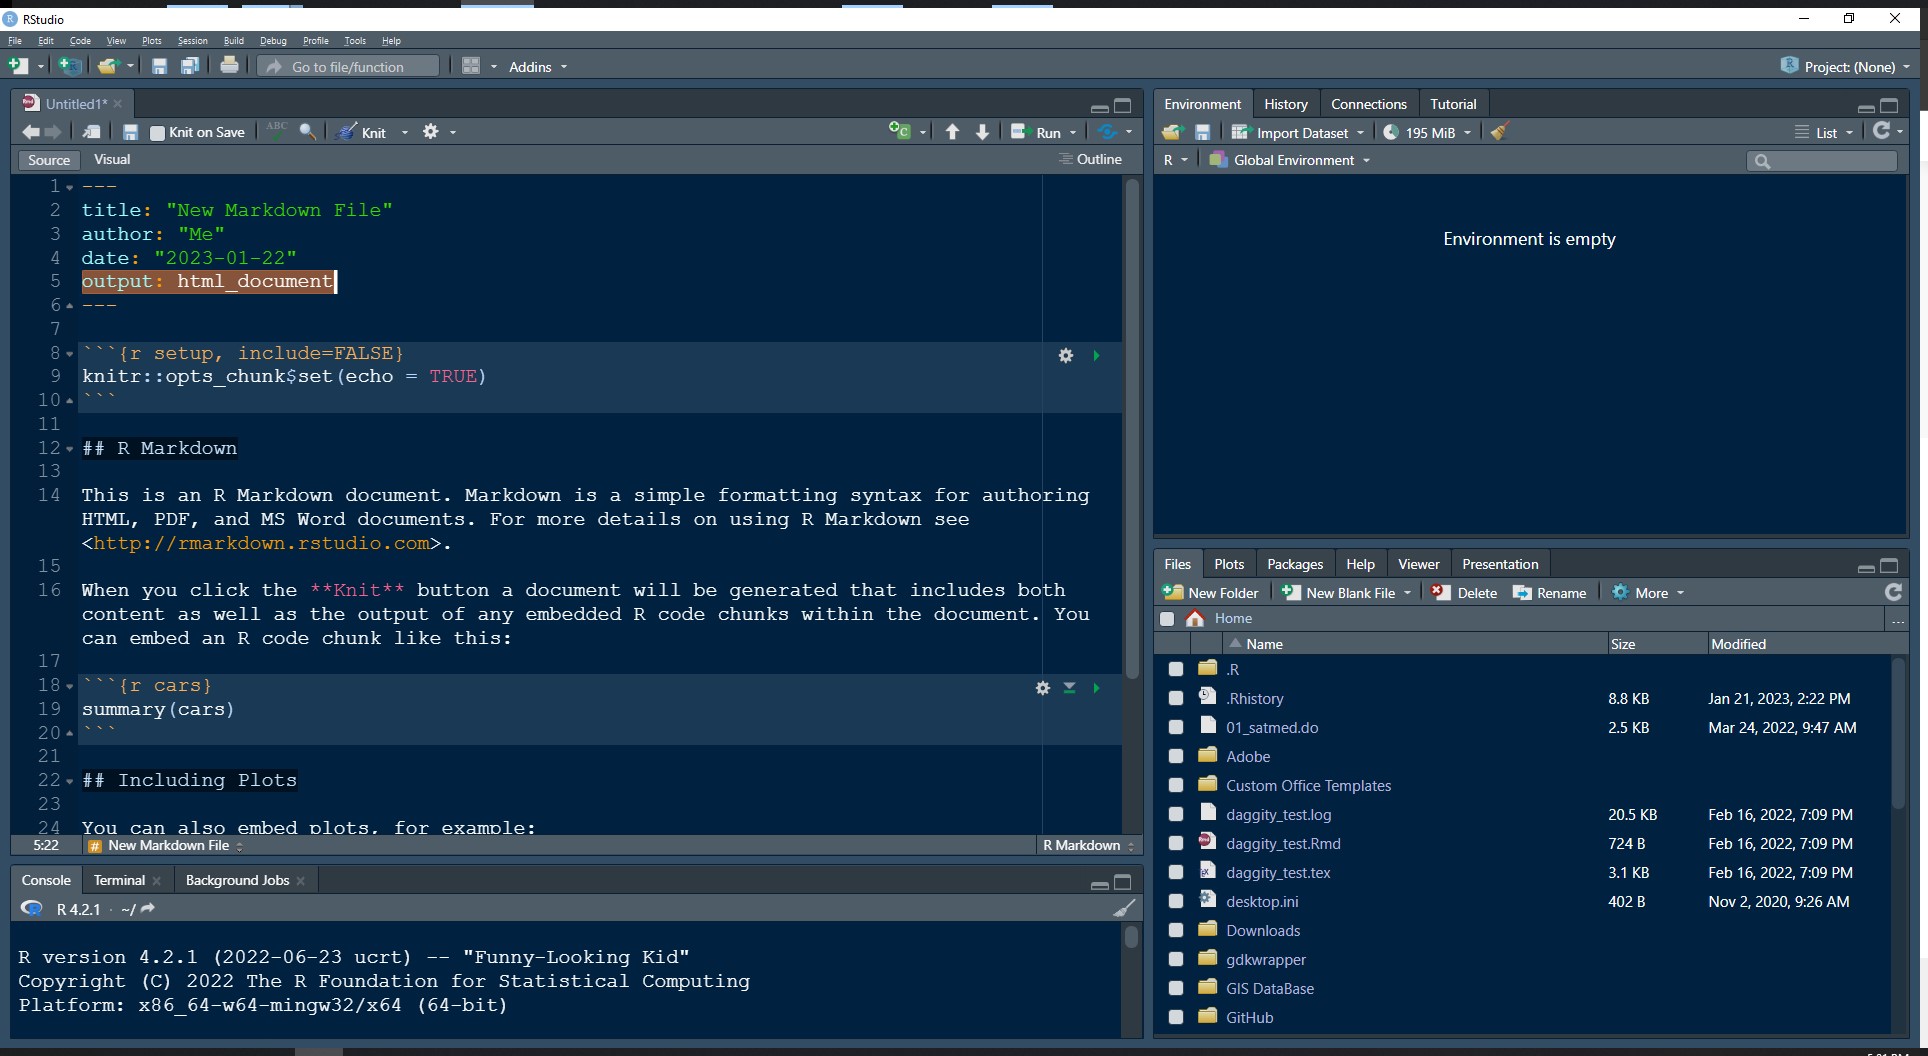 RStudio
File Edit Code View Plots Session Build Debug Profile Tools Help
Go to file/function Addins Project: (None)
Untitled1*
Knit on Save ABC Knit Run
Source Visual Outline
1 ---
2 title: "New Markdown File"
3 author: "Me"
4 date: "2023-01-22"
5 output: html_document
6 ---
7
8 ```{r setup, include=FALSE}
9 knitr::opts_chunk$set(echo = TRUE)
10 ```
11
12 ## R Markdown
13
14 This is an R Markdown document. Markdown is a simple formatting syntax for authoring
HTML, PDF, and MS Word documents. For more details on using R Markdown see
<http://rmarkdown.rstudio.com>.
15
16 When you click the **Knit** button a document will be generated that includes both
content as well as the output of any embedded R code chunks within the document. You
can embed an R code chunk like this:
17
18 ```{r cars}
19 summary(cars)
20 ```
21
22 ## Including Plots
23
24 You can also embed plots, for example:
5:22 # New Markdown File R Markdown
Console Terminal Background Jobs
R 4.2.1 · ~/
R version 4.2.1 (2022-06-23 ucrt) -- "Funny-Looking Kid"
Copyright (C) 2022 The R Foundation for Statistical Computing
Platform: x86_64-w64-mingw32/x64 (64-bit)
Environment History Connections Tutorial
Import Dataset 195 MiB List
R Global Environment
Environment is empty
Files Plots Packages Help Viewer Presentation
New Folder New Blank File Delete Rename More
Home ...
Name Size Modified
.R
.Rhistory 8.8 KB Jan 21, 2023, 2:22 PM
01_satmed.do 2.5 KB Mar 24, 2022, 9:47 AM
Adobe
Custom Office Templates
daggity_test.log 20.5 KB Feb 16, 2022, 7:09 PM
daggity_test.Rmd 724 B Feb 16, 2022, 7:09 PM
daggity_test.tex 3.1 KB Feb 16, 2022, 7:09 PM
desktop.ini 402 B Nov 2, 2020, 9:26 AM
Downloads
gdkwrapper
GIS DataBase
GitHub